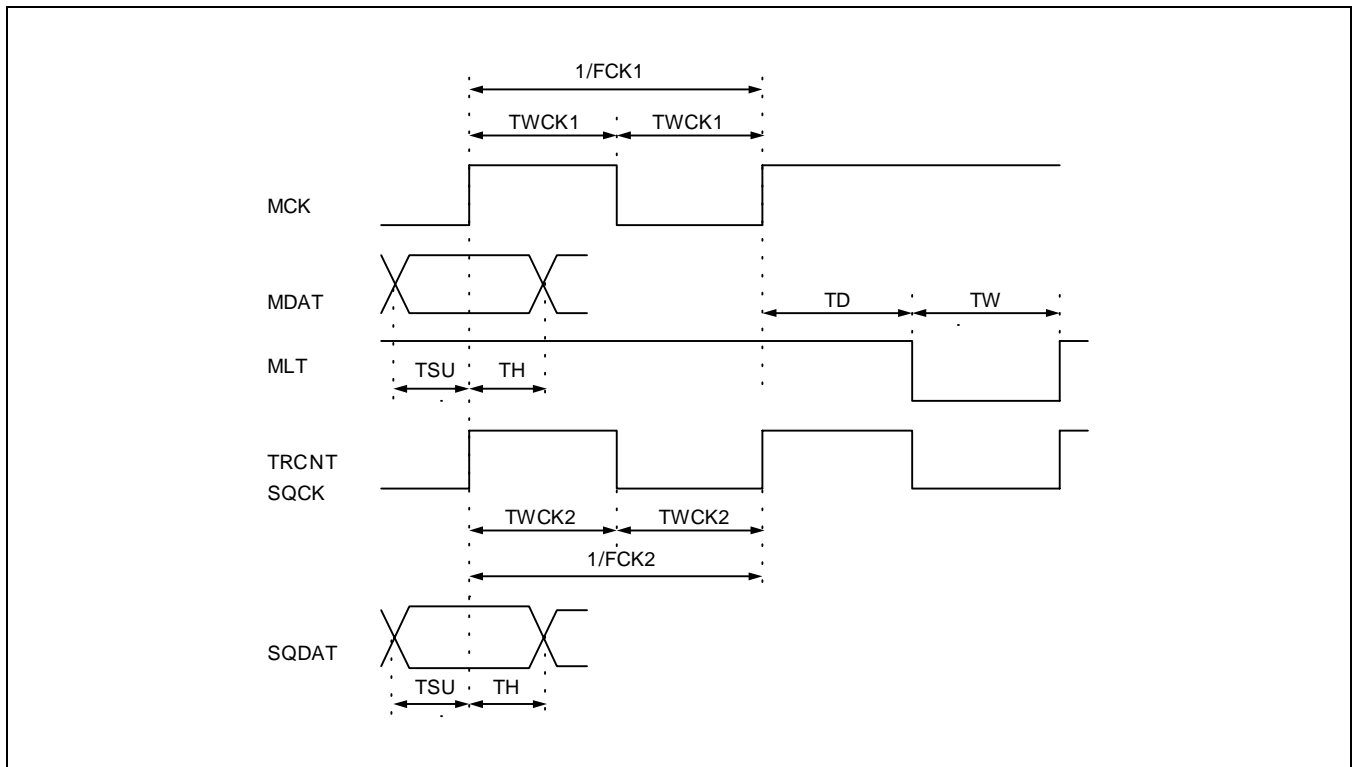 1/FCK1
TWCK1 TWCK1
MCK
MDAT
TD TW
MLT
TSU TH
TRCNT
SQCK
TWCK2 TWCK2
1/FCK2
SQDAT
TSU TH